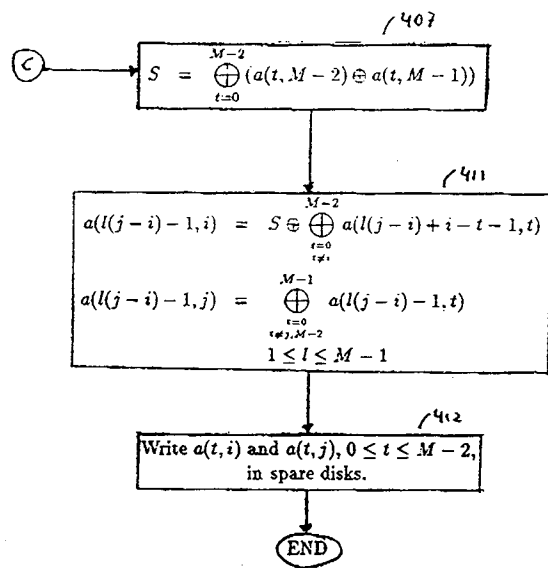 407
C
S = ⊕_{t=0}^{M-2} (a(t, M-2) ⊕ a(t, M-1))
411
a(l(j-i)-1, i) = S ⊕ ⊕_{t=0, t≠i}^{M-2} a(l(j-i)+i-t-1, t)
a(l(j-i)-1, j) = ⊕_{t=0, t≠j,M-2}^{M-1} a(l(j-i)-1, t)
1 ≤ l ≤ M-1
412
Write a(t, i) and a(t, j), 0 ≤ t ≤ M-2,
in spare disks.
END